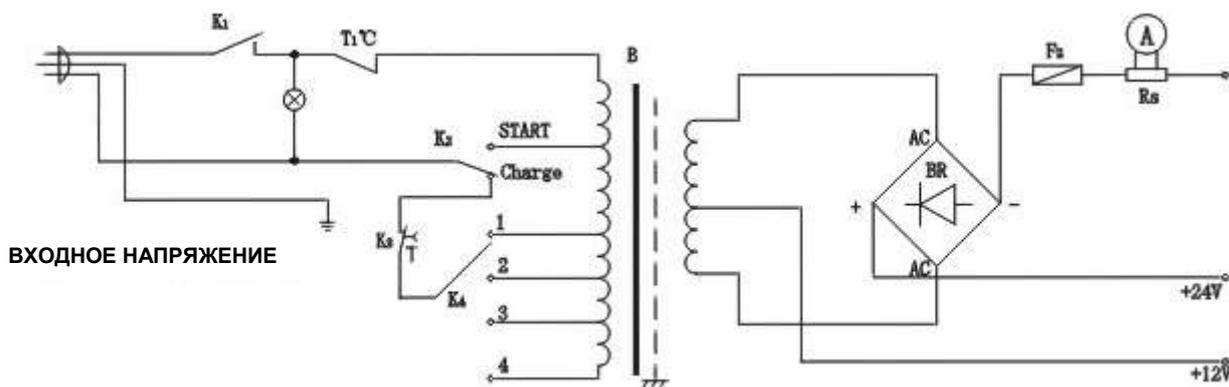 K1
T1℃
B
F2
A
Rs
START
K2
Charge
AC
BR
+
-
1
K3
T
ВХОДНОЕ НАПРЯЖЕНИЕ
2
K4
AC
+24V
3
4
+12V